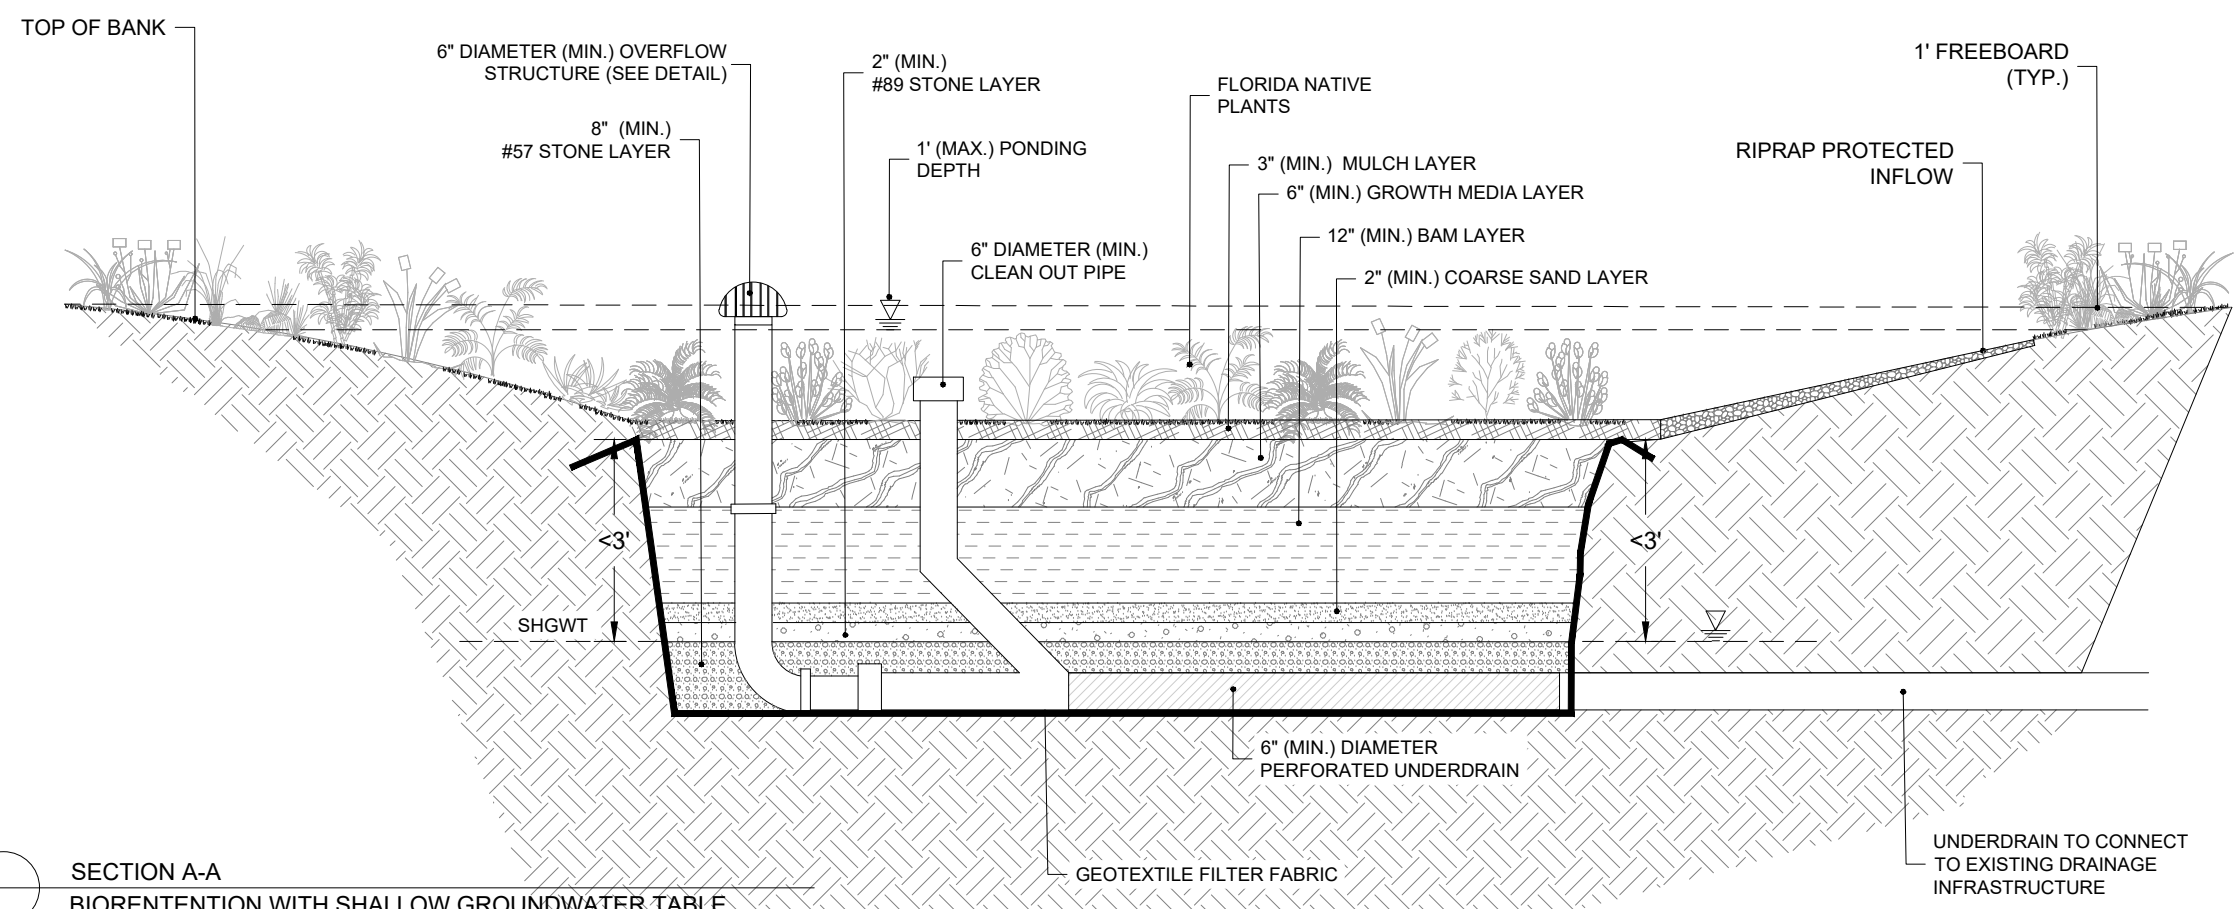 TOP OF BANK
6" DIAMETER (MIN.) OVERFLOW
STRUCTURE (SEE DETAIL)
2" (MIN.)
#89 STONE LAYER
8" (MIN.)
#57 STONE LAYER
1' (MAX.) PONDING
DEPTH
6" DIAMETER (MIN.)
CLEAN OUT PIPE
FLORIDA NATIVE
PLANTS
3" (MIN.) MULCH LAYER
6" (MIN.) GROWTH MEDIA LAYER
12" (MIN.) BAM LAYER
2" (MIN.) COARSE SAND LAYER
1' FREEBOARD
(TYP.)
RIPRAP PROTECTED
INFLOW
<3'
<3'
SHGWT
6" (MIN.) DIAMETER
PERFORATED UNDERDRAIN
GEOTEXTILE FILTER FABRIC
UNDERDRAIN TO CONNECT
TO EXISTING DRAINAGE
INFRASTRUCTURE
SECTION A-A
BIORENTENTION WITH SHALLOW GROUNDWATER TABLE